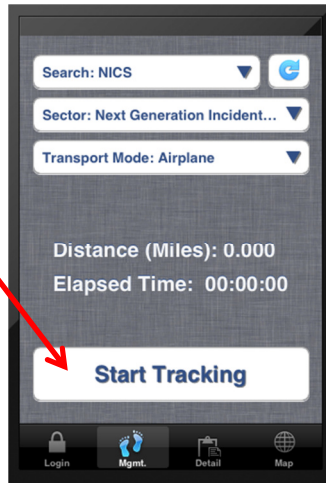 Search: NICS
Sector: Next Generation Incident...
Transport Mode: Airplane
Distance (Miles): 0.000
Elapsed Time: 00:00:00
Start Tracking
Login Mgmt. Detail Map